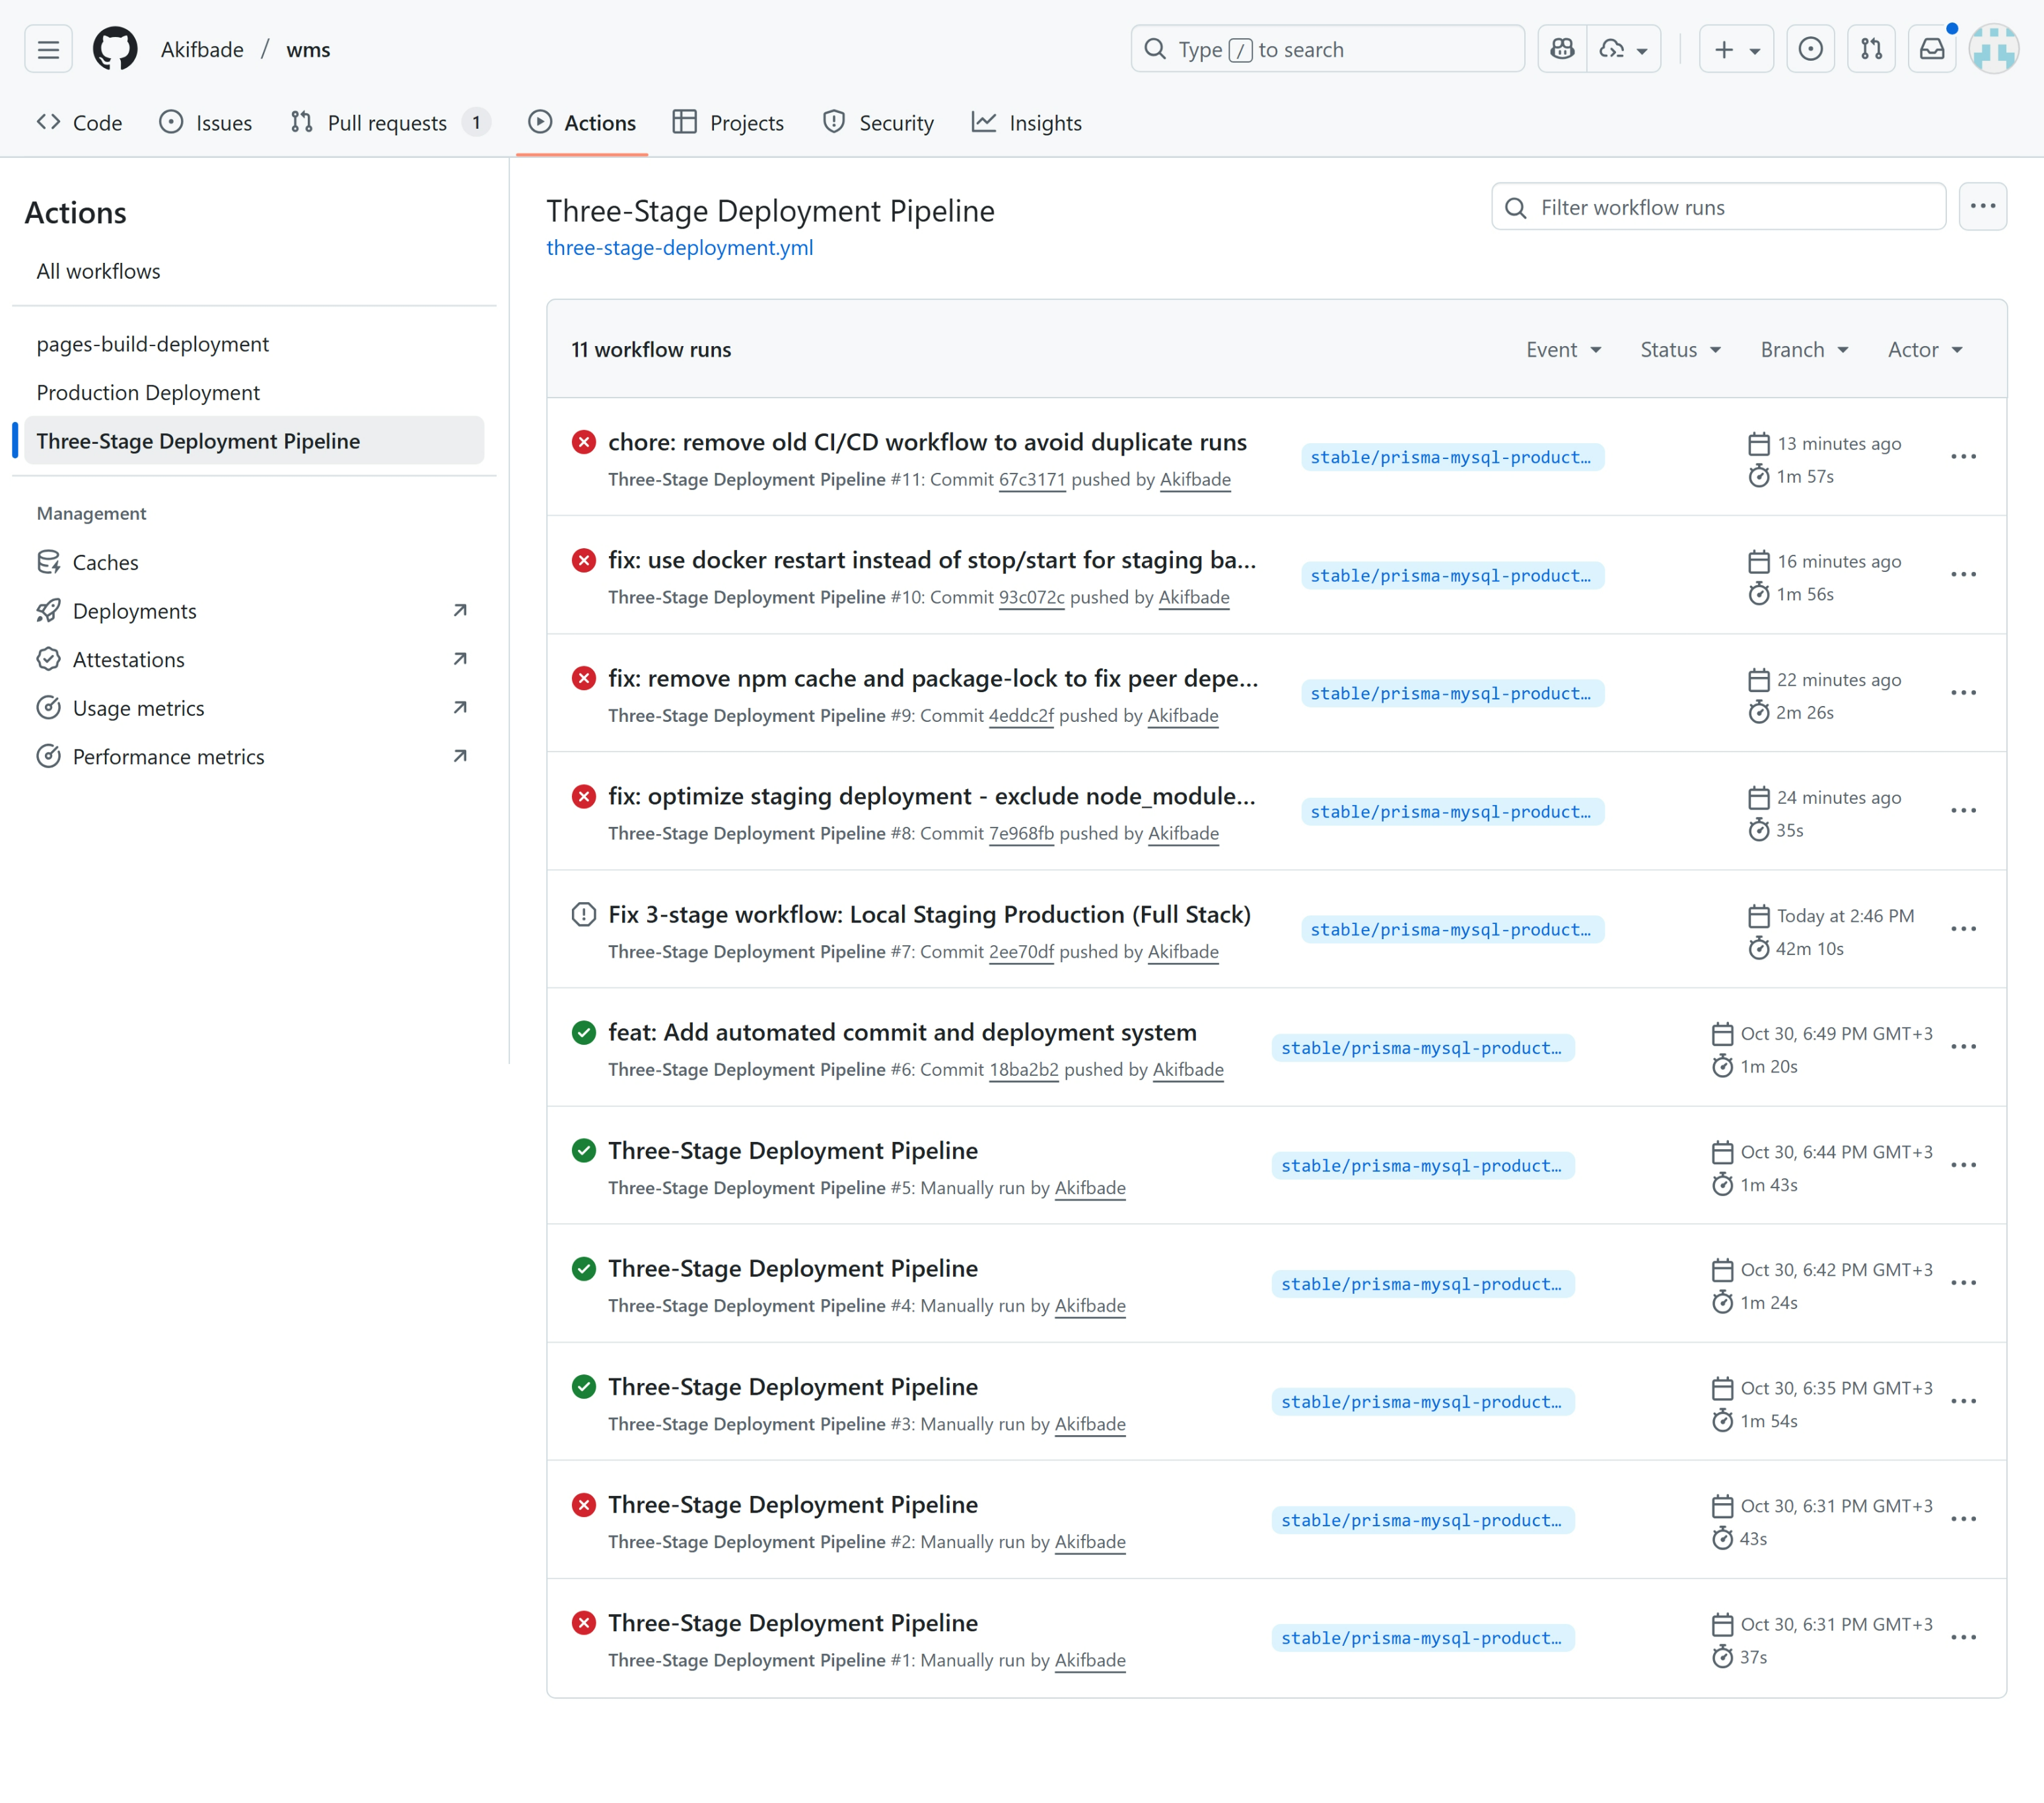 Akifbade / wms
Type / to search
Code
Issues
Pull requests 1
Actions
Projects
Security
Insights
Actions
All workflows
pages-build-deployment
Production Deployment
Three-Stage Deployment Pipeline
Management
Caches
Deployments
Attestations
Usage metrics
Performance metrics
Three-Stage Deployment Pipeline
three-stage-deployment.yml
Filter workflow runs
11 workflow runs
Event
Status
Branch
Actor
chore: remove old CI/CD workflow to avoid duplicate runs
Three-Stage Deployment Pipeline #11: Commit 67c3171 pushed by Akifbade
stable/prisma-mysql-product...
13 minutes ago
1m 57s
fix: use docker restart instead of stop/start for staging ba...
Three-Stage Deployment Pipeline #10: Commit 93c072c pushed by Akifbade
stable/prisma-mysql-product...
16 minutes ago
1m 56s
fix: remove npm cache and package-lock to fix peer depe...
Three-Stage Deployment Pipeline #9: Commit 4eddc2f pushed by Akifbade
stable/prisma-mysql-product...
22 minutes ago
2m 26s
fix: optimize staging deployment - exclude node_module...
Three-Stage Deployment Pipeline #8: Commit 7e968fb pushed by Akifbade
stable/prisma-mysql-product...
24 minutes ago
35s
Fix 3-stage workflow: Local Staging Production (Full Stack)
Three-Stage Deployment Pipeline #7: Commit 2ee70df pushed by Akifbade
stable/prisma-mysql-product...
Today at 2:46 PM
42m 10s
feat: Add automated commit and deployment system
Three-Stage Deployment Pipeline #6: Commit 18ba2b2 pushed by Akifbade
stable/prisma-mysql-product...
Oct 30, 6:49 PM GMT+3
1m 20s
Three-Stage Deployment Pipeline
Three-Stage Deployment Pipeline #5: Manually run by Akifbade
stable/prisma-mysql-product...
Oct 30, 6:44 PM GMT+3
1m 43s
Three-Stage Deployment Pipeline
Three-Stage Deployment Pipeline #4: Manually run by Akifbade
stable/prisma-mysql-product...
Oct 30, 6:42 PM GMT+3
1m 24s
Three-Stage Deployment Pipeline
Three-Stage Deployment Pipeline #3: Manually run by Akifbade
stable/prisma-mysql-product...
Oct 30, 6:35 PM GMT+3
1m 54s
Three-Stage Deployment Pipeline
Three-Stage Deployment Pipeline #2: Manually run by Akifbade
stable/prisma-mysql-product...
Oct 30, 6:31 PM GMT+3
43s
Three-Stage Deployment Pipeline
Three-Stage Deployment Pipeline #1: Manually run by Akifbade
stable/prisma-mysql-product...
Oct 30, 6:31 PM GMT+3
37s